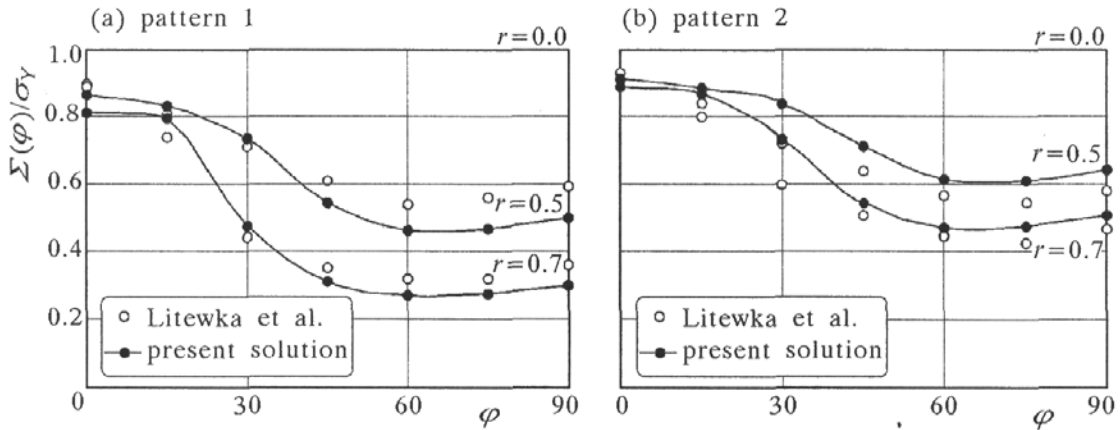 (a) pattern 1
r=0.0
1.0
0.8
0.6
0.4
0.2
0
Σ(φ)/σY
r=0.5
r=0.7
Litewka et al.
present solution
0 30 60 φ 90
(b) pattern 2
r=0.0
r=0.5
r=0.7
Litewka et al.
present solution
0 30 60 φ 90